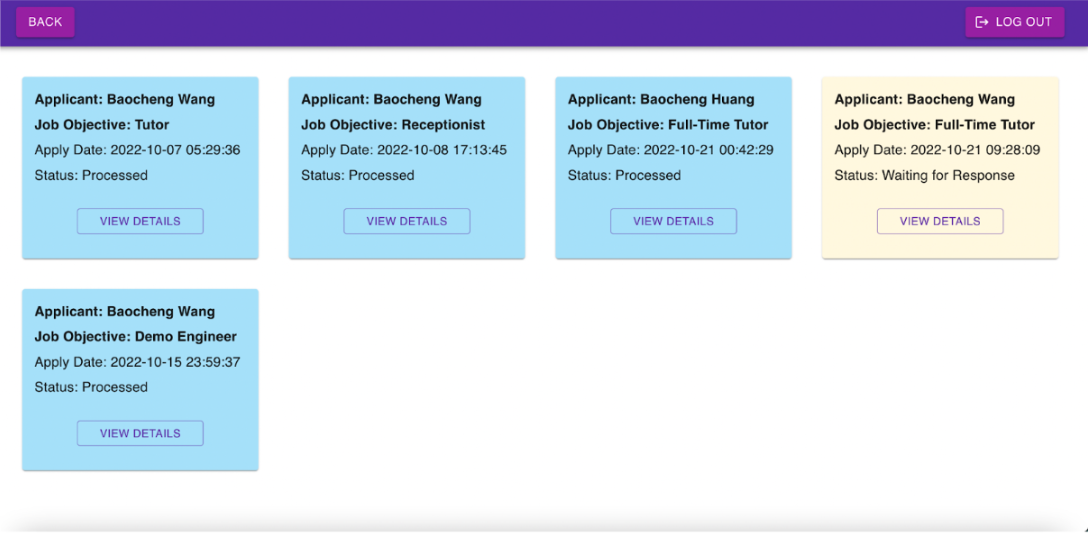 BACK
LOG OUT
Applicant: Baocheng Wang
Job Objective: Tutor
Apply Date: 2022-10-07 05:29:36
Status: Processed
VIEW DETAILS
Applicant: Baocheng Wang
Job Objective: Receptionist
Apply Date: 2022-10-08 17:13:45
Status: Processed
VIEW DETAILS
Applicant: Baocheng Huang
Job Objective: Full-Time Tutor
Apply Date: 2022-10-21 00:42:29
Status: Processed
VIEW DETAILS
Applicant: Baocheng Wang
Job Objective: Full-Time Tutor
Apply Date: 2022-10-21 09:28:09
Status: Waiting for Response
VIEW DETAILS
Applicant: Baocheng Wang
Job Objective: Demo Engineer
Apply Date: 2022-10-15 23:59:37
Status: Processed
VIEW DETAILS